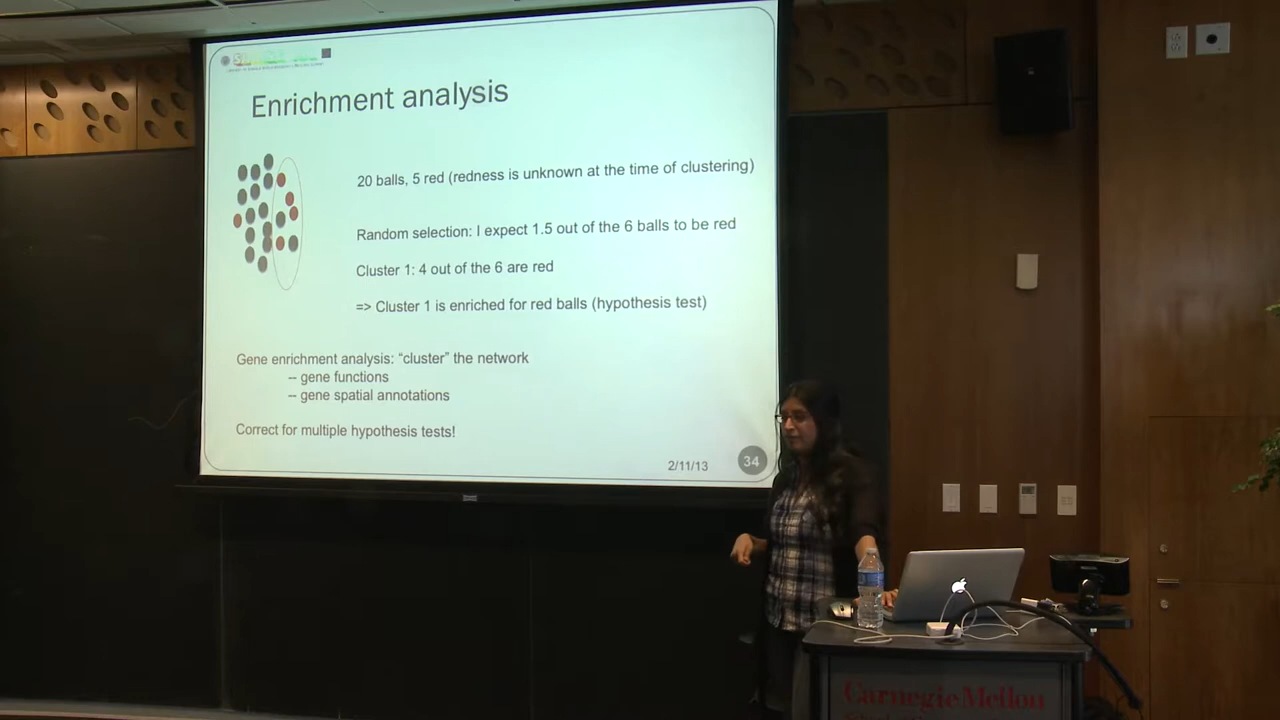 Enrichment analysis
20 balls, 5 red (redness is unknown at the time of clustering)
Random selection: I expect 1.5 out of the 6 balls to be red
Cluster 1: 4 out of the 6 are red
=> Cluster 1 is enriched for red balls (hypothesis test)
Gene enrichment analysis: “cluster” the network
-- gene functions
-- gene spatial annotations
Correct for multiple hypothesis tests!
2/11/13
34
Carnegie Mellon